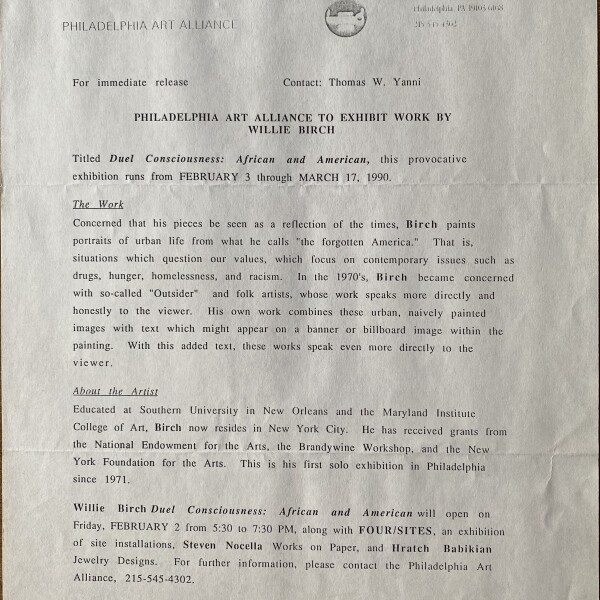 PHILADELPHIA ART ALLIANCE
Philadelphia, PA 19103-6168
215-545-4302
For immediate release Contact: Thomas W. Yanni
PHILADELPHIA ART ALLIANCE TO EXHIBIT WORK BY
WILLIE BIRCH
Titled Duel Consciousness: African and American, this provocative
exhibition runs from FEBRUARY 3 through MARCH 17, 1990.
The Work
Concerned that his pieces be seen as a reflection of the times, Birch paints
portraits of urban life from what he calls "the forgotten America." That is,
situations which question our values, which focus on contemporary issues such as
drugs, hunger, homelessness, and racism. In the 1970's, Birch became concerned
with so-called "Outsider" and folk artists, whose work speaks more directly and
honestly to the viewer. His own work combines these urban, naively painted
images with text which might appear on a banner or billboard image within the
painting. With this added text, these works speak even more directly to the
viewer.
About the Artist
Educated at Southern University in New Orleans and the Maryland Institute
College of Art, Birch now resides in New York City. He has received grants from
the National Endowment for the Arts, the Brandywine Workshop, and the New
York Foundation for the Arts. This is his first solo exhibition in Philadelphia
since 1971.
Willie Birch Duel Consciousness: African and American will open on
Friday, FEBRUARY 2 from 5:30 to 7:30 PM, along with FOUR/SITES, an exhibition
of site installations, Steven Nocella Works on Paper, and Hratch Babikian
Jewelry Designs. For further information, please contact the Philadelphia Art
Alliance, 215-545-4302.